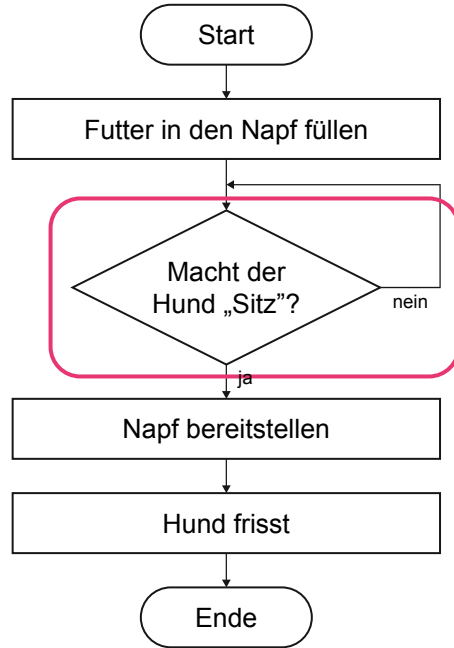 Start
Futter in den Napf füllen
Macht der
Hund „Sitz”?
nein
ja
Napf bereitstellen
Hund frisst
Ende